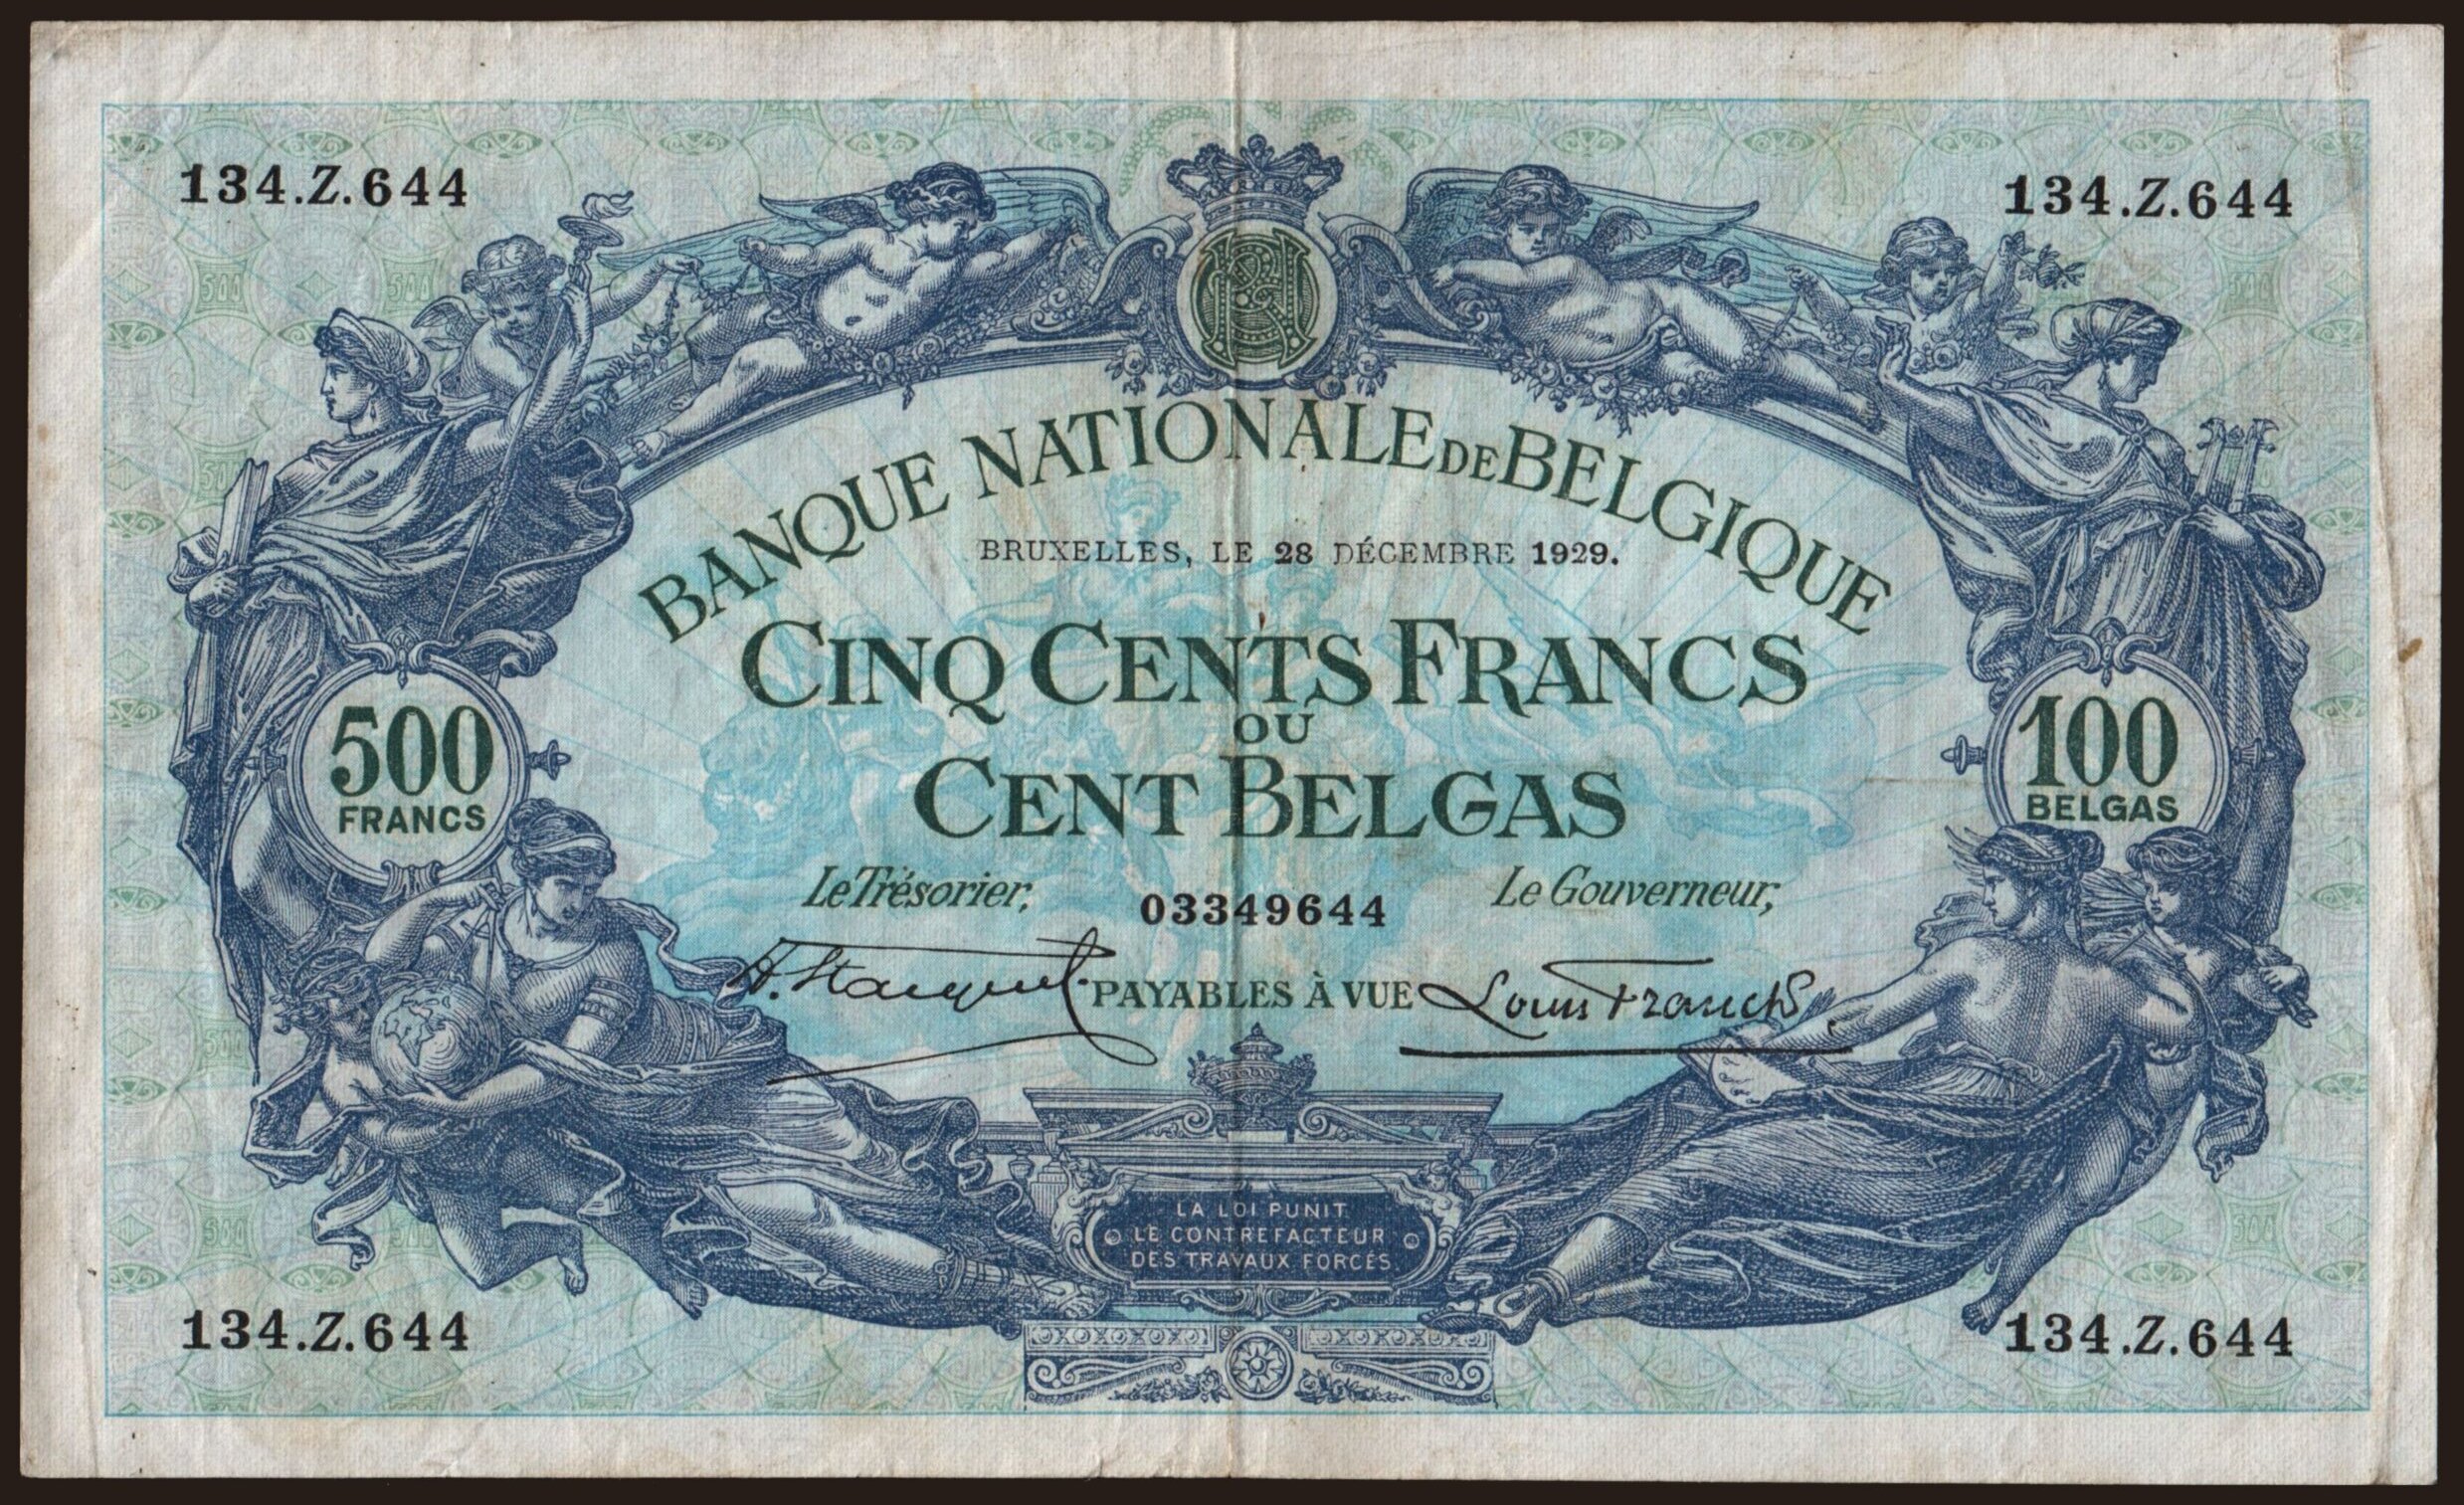 134.Z.644
134.Z.644
BANQUE NATIONALE DE BELGIQUE
BRUXELLES, LE 28 DÉCEMBRE 1929.
CINQ CENTS FRANCS
OU
CENT BELGAS
500
FRANCS
100
BELGAS
Le Trésorier,
03349644
Le Gouverneur,
PAYABLES À VUE
Louis Franck
LA LOI PUNIT
LE CONTREFACTEUR
DES TRAVAUX FORCÉS
134.Z.644
134.Z.644